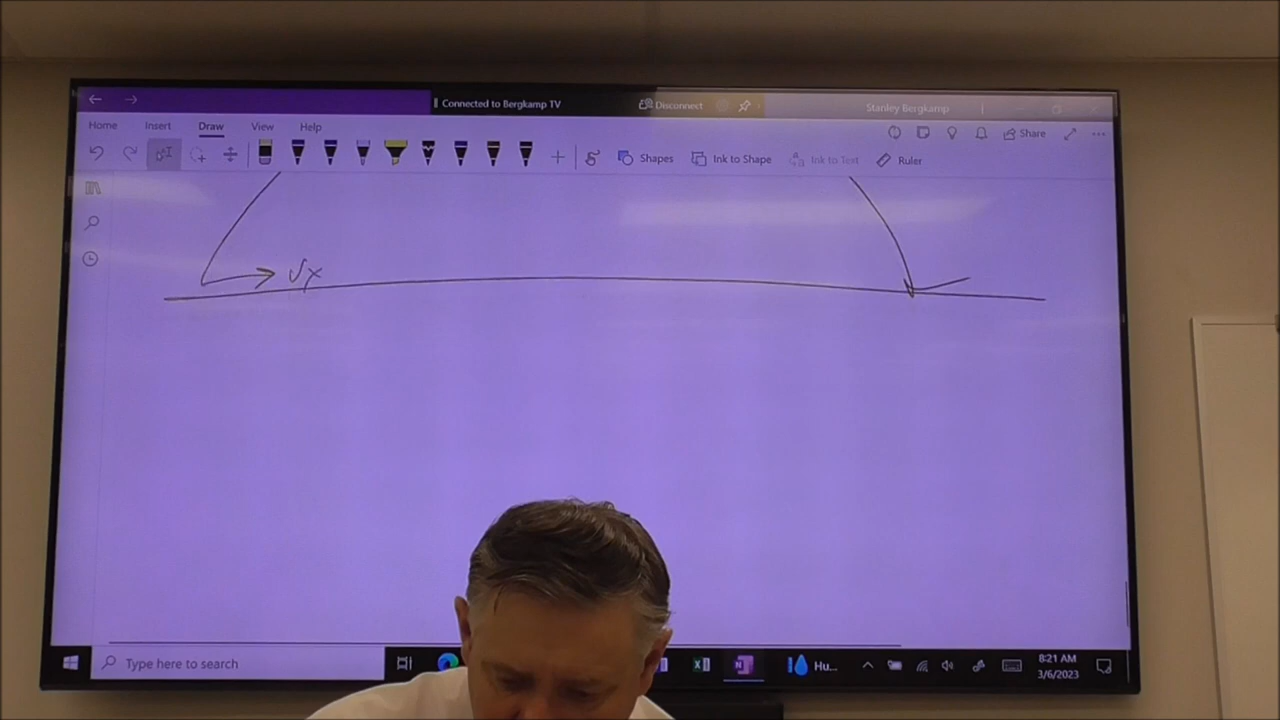 Connected to Bergkamp TV
Disconnect
Stanley Bergkamp
Home Insert Draw View Help
Share
Shapes Ink to Shape Ink to Text Ruler
Vx
Type here to search
Hu...
8:21 AM
3/6/2023